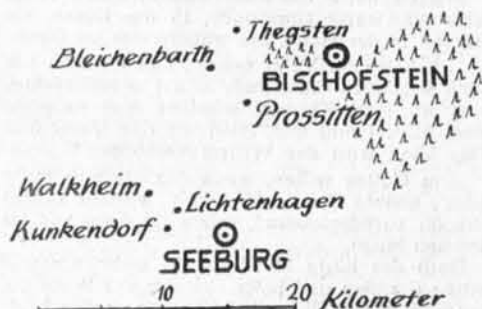 Thegsten
Bleichenbarth
BISCHOFSTEIN
Prossitten
Walkheim
Lichtenhagen
Kunkendorf
SEEBURG
10 20 Kilometer